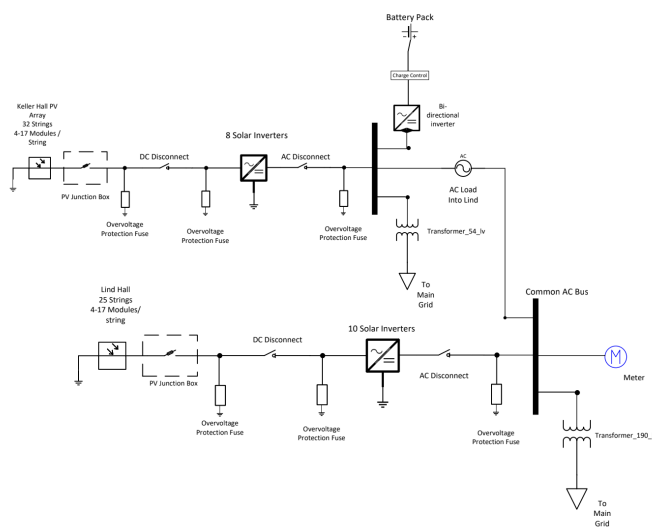 Battery Pack
Charge Control
Bi-
directional
inverter
Keller Hall PV
Array
32 Strings
4-17 Modules /
String
8 Solar Inverters
DC Disconnect
AC Disconnect
AC
AC Load
Into Lind
PV Junction Box
Overvoltage
Protection Fuse
Overvoltage
Protection Fuse
Overvoltage
Protection Fuse
Transformer_54_lv
To
Main
Grid
Common AC Bus
Lind Hall
25 Strings
4-17 Modules/
string
10 Solar Inverters
DC Disconnect
AC Disconnect
PV Junction Box
M
Meter
Overvoltage
Protection Fuse
Overvoltage
Protection Fuse
Overvoltage
Protection Fuse
Transformer_190_
To
Main
Grid